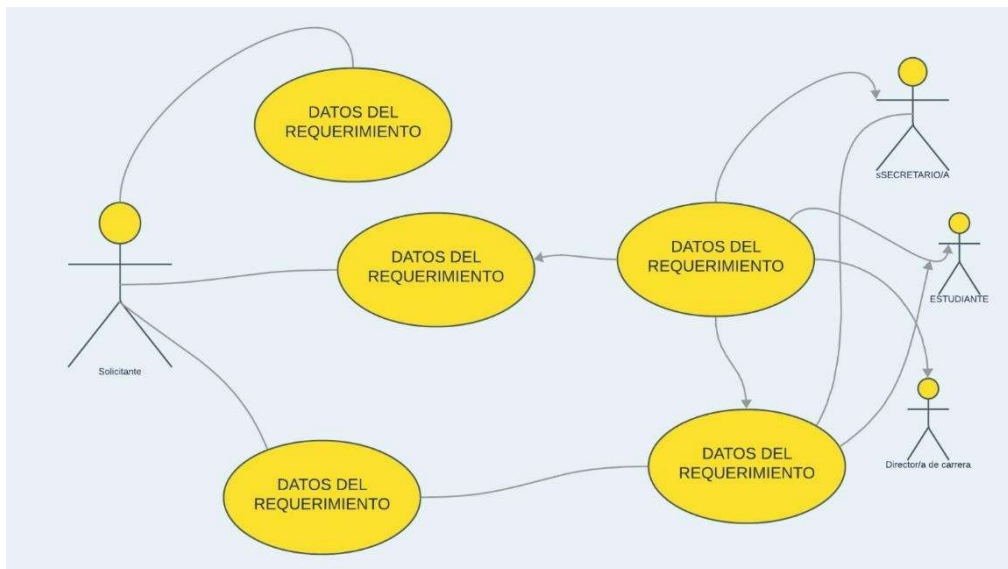 DATOS DEL
REQUERIMIENTO
sSECRETARIO/A
DATOS DEL
REQUERIMIENTO
DATOS DEL
REQUERIMIENTO
ESTUDIANTE
Solicitante
DATOS DEL
REQUERIMIENTO
Director/a de carrera
DATOS DEL
REQUERIMIENTO